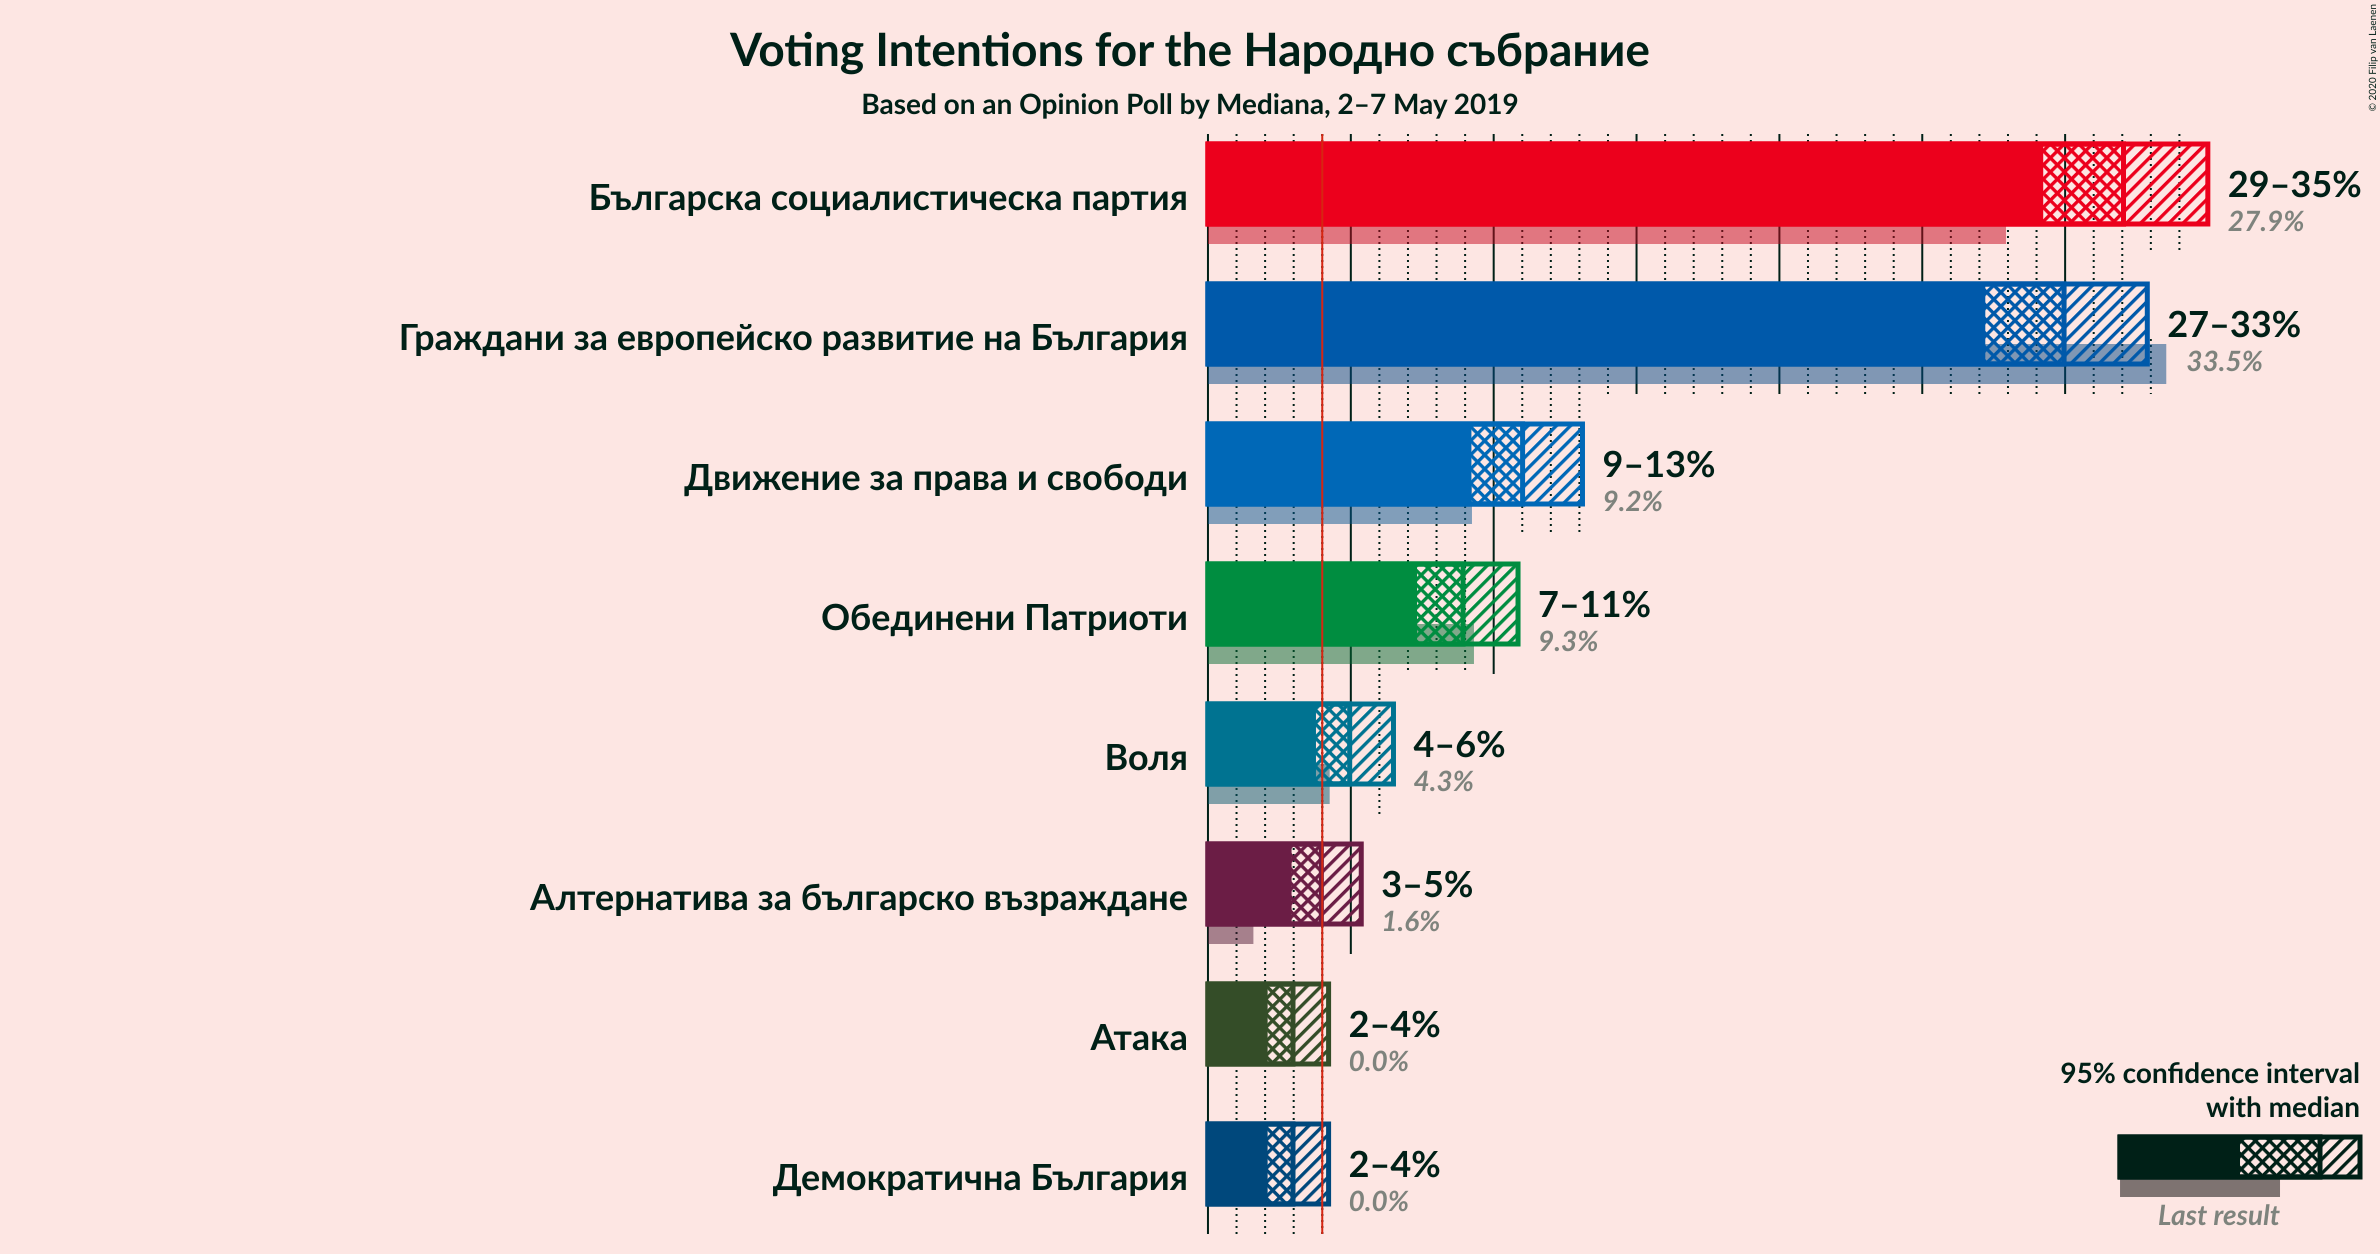 Voting Intentions for the Народно събрание
Based on an Opinion Poll by Mediana, 2–7 May 2019
© 2020 Filip van Laenen
Българска социалистическа партия
29–35%
27.9%
Граждани за европейско развитие на България
27–33%
33.5%
Движение за права и свободи
9–13%
9.2%
Обединени Патриоти
7–11%
9.3%
Воля
4–6%
4.3%
Алтернатива за българско възраждане
3–5%
1.6%
Атака
2–4%
0.0%
Демократична България
2–4%
0.0%
95% confidence interval
with median
Last result